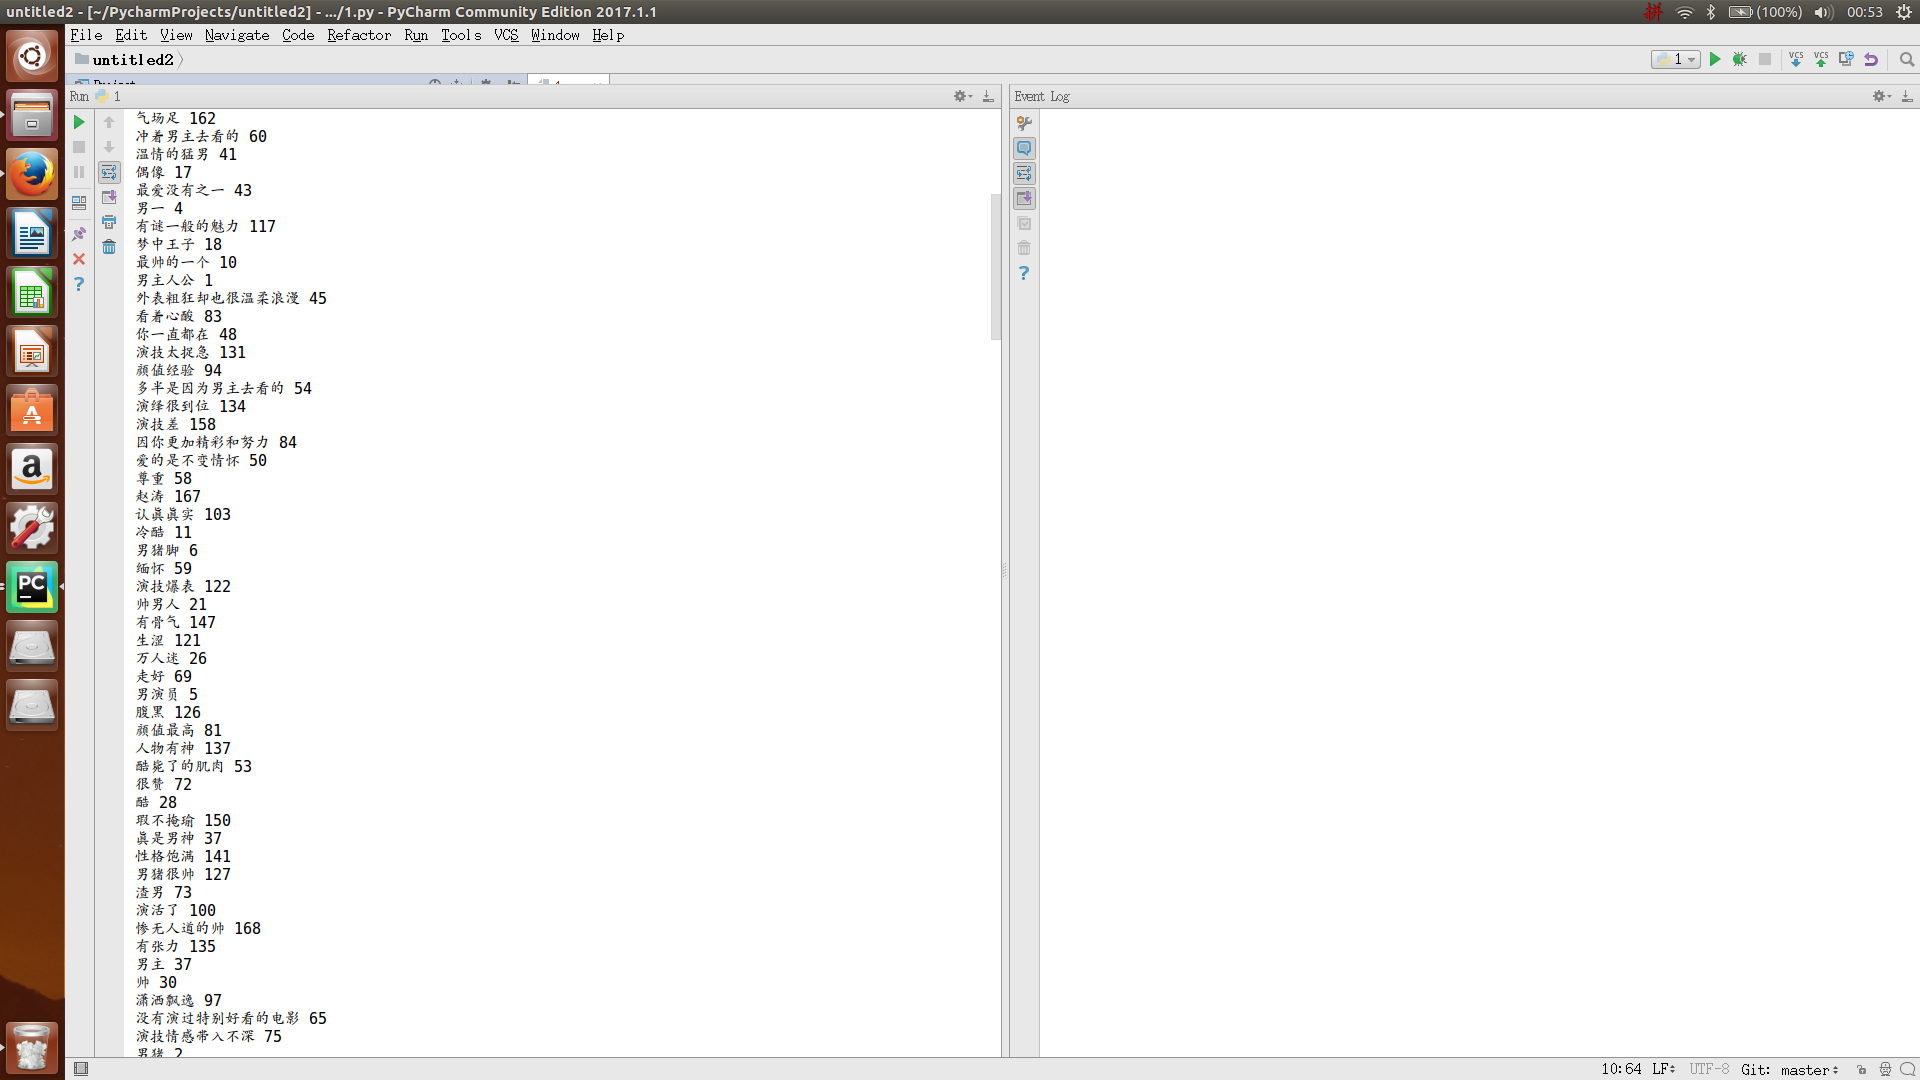 untitled2 - [~/PycharmProjects/untitled2] - .../1.py - PyCharm Community Edition 2017.1.1
拼 (100%) 00:53
File Edit View Navigate Code Refactor Run Tools VCS Window Help
untitled2
1
VCS VCS
Run 1
Event Log
气场足 162
冲着男主去看的 60
温情的猛男 41
偶像 17
最爱没有之一 43
男一 4
有谜一般的魅力 117
梦中王子 18
最帅的一个 10
男主人公 1
外表粗狂却也很温柔浪漫 45
看着心酸 83
你一直都在 48
演技太捉急 131
颜值经验 94
多半是因为男主去看的 54
演绎很到位 134
演技差 158
因你更加精彩和努力 84
爱的是不变情怀 50
尊重 58
赵涛 167
认真真实 103
冷酷 11
男猪脚 6
缅怀 59
演技爆表 122
帅男人 21
有骨气 147
生涩 121
万人迷 26
走好 69
男演员 5
腹黑 126
颜值最高 81
人物有神 137
酷毙了的肌肉 53
很赞 72
酷 28
瑕不掩瑜 150
真是男神 37
性格饱满 141
男猪很帅 127
渣男 73
演活了 100
惨无人道的帅 168
有张力 135
男主 37
帅 30
潇洒飘逸 97
没有演过特别好看的电影 65
演技情感带入不深 75
男猪 2
10:64 LF UTF-8 Git: master